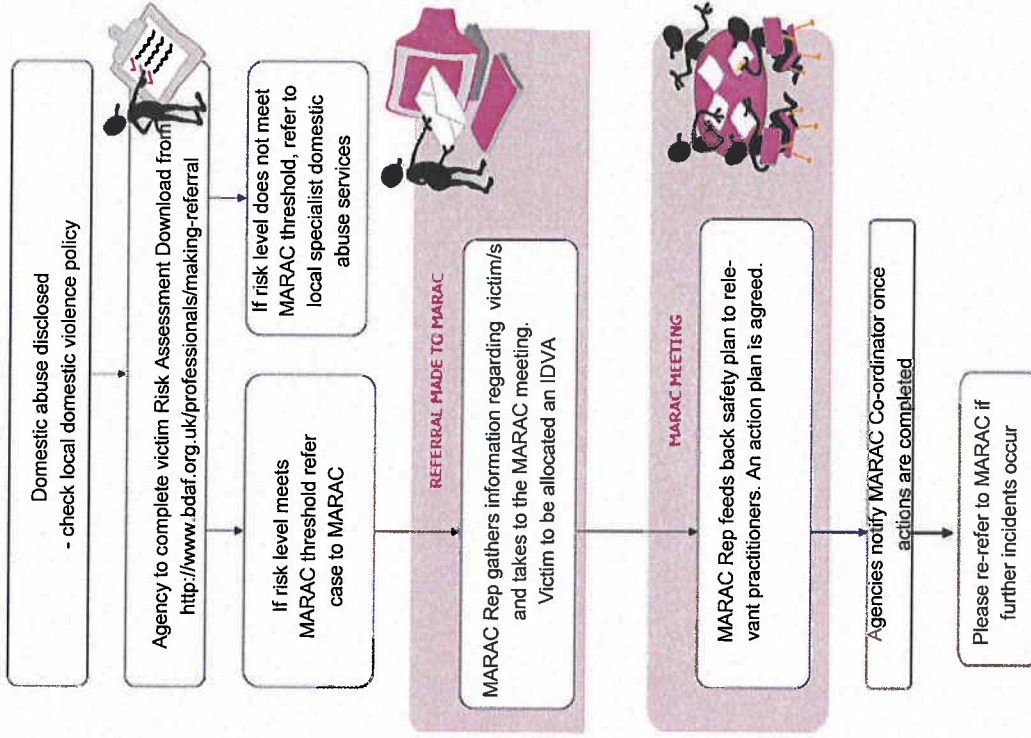 Domestic abuse disclosed
- check local domestic violence policy
Agency to complete victim Risk Assessment Download from
http://www.bdaf.org.uk/professionals/making-referral
If risk level meets
MARAC threshold refer
case to MARAC
If risk level does not meet
MARAC threshold, refer to
local specialist domestic
abuse services
REFERRAL MADE TO MARAC
MARAC Rep gathers information regarding victim/s
and takes to the MARAC meeting.
Victim to be allocated an IDVA
MARAC MEETING
MARAC Rep feeds back safety plan to rele-
vant practitioners. An action plan is agreed.
Agencies notify MARAC Co-ordinator once
actions are completed
Please re-refer to MARAC if
further incidents occur